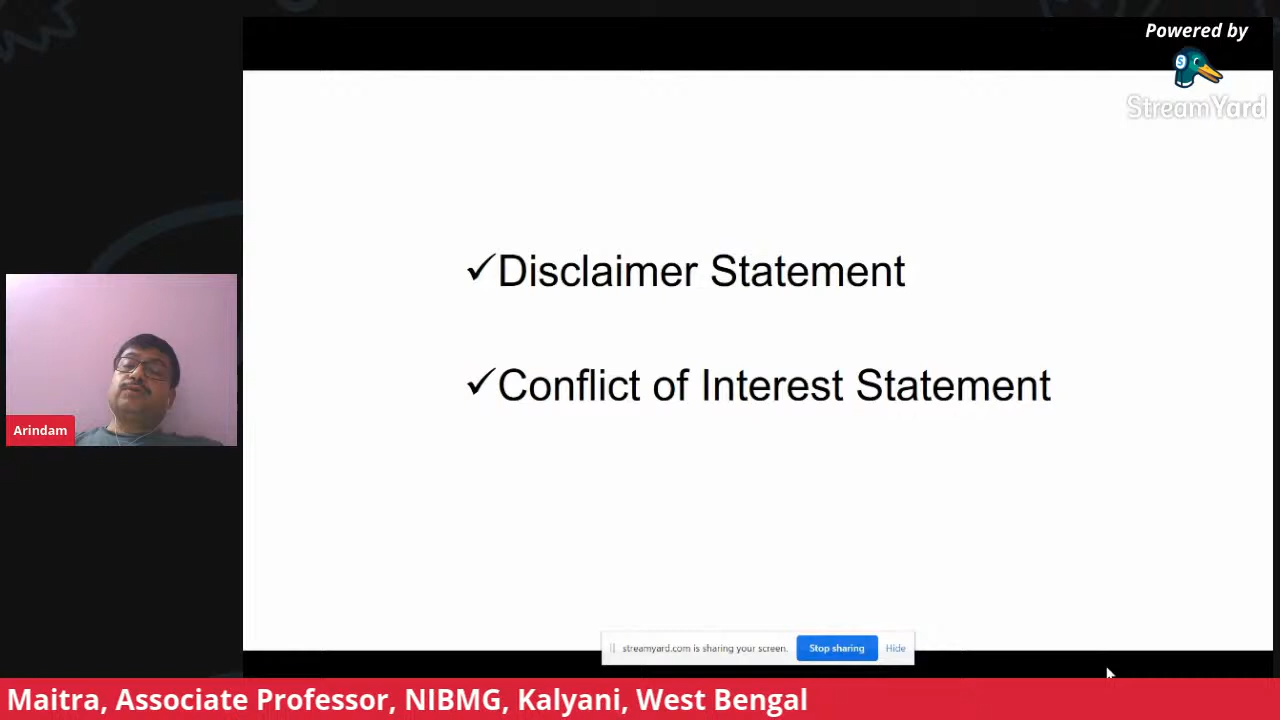 Powered by
StreamYard
✓Disclaimer Statement
✓Conflict of Interest Statement
Arindam
streamyard.com is sharing your screen.
Stop sharing
Hide
Maitra, Associate Professor, NIBMG, Kalyani, West Bengal